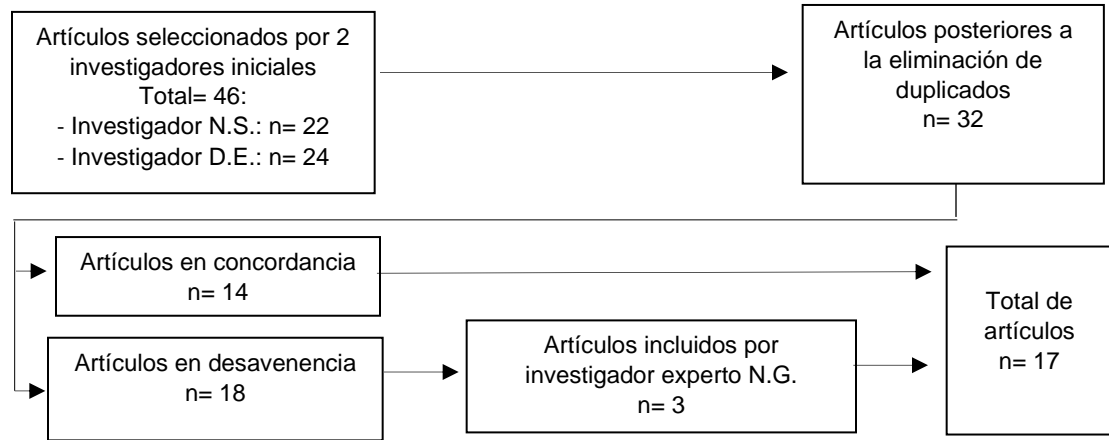 Artículos seleccionados por 2
investigadores iniciales
Total= 46:
- Investigador N.S.: n= 22
- Investigador D.E.: n= 24
Artículos posteriores a
la eliminación de
duplicados
n= 32
Artículos en concordancia
n= 14
Artículos en desavenencia
n= 18
Artículos incluidos por
investigador experto N.G.
n= 3
Total de
artículos
n= 17